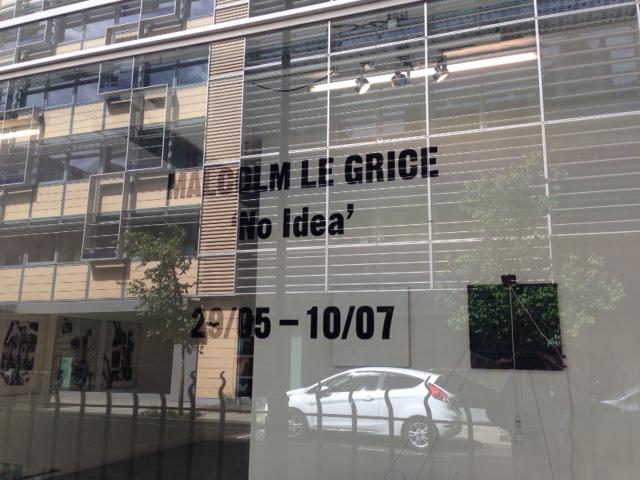 MALCOLM LE GRICE
'No Idea'
29/05 – 10/07